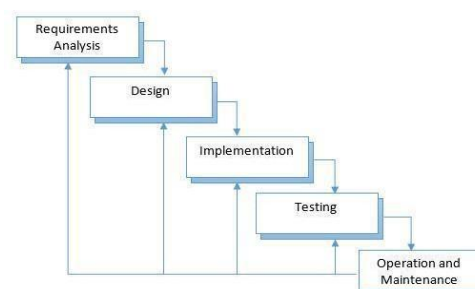 Requirements
Analysis
Design
Implementation
Testing
Operation and
Maintenance